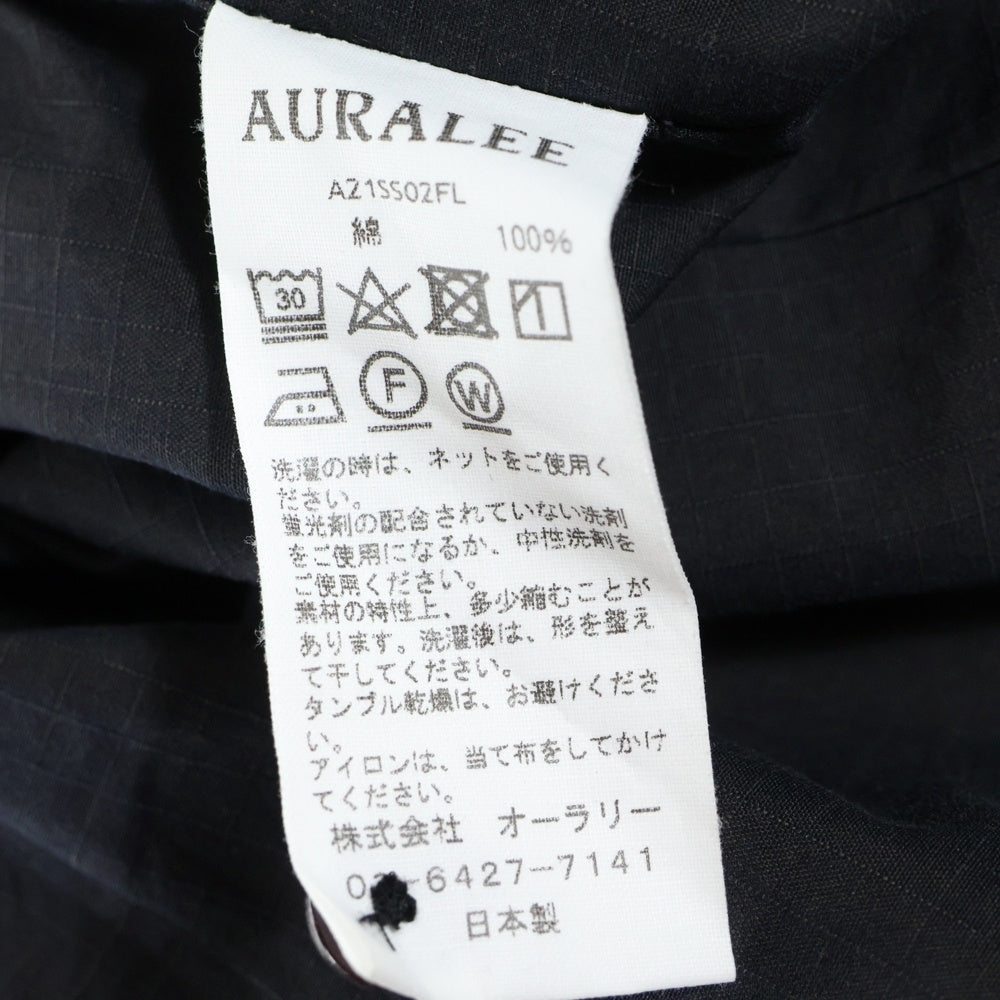 AURALEE
A21SS02FL
綿 100%
30
F W
洗濯の時は、ネットをご使用く
ださい。
蛍光剤の配合されていない洗剤
をご使用になるか、中性洗剤を
ご使用ください。
素材の特性上、多少縮むことが
あります。洗濯後は、形を整え
て干してください。
タンブル乾燥は、お避けくださ
い。
アイロンは、当て布をしてかけ
てください。
株式会社 オーラリー
0 -6427-7141
日本製